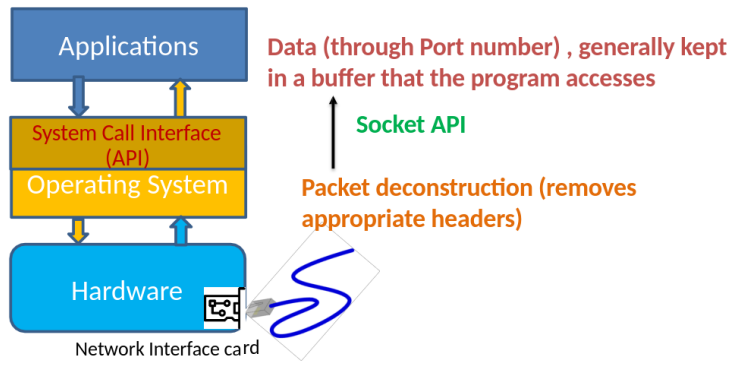 Applications
Data (through Port number) , generally kept
in a buffer that the program accesses
System Call Interface
(API)
Socket API
Operating System
Packet deconstruction (removes
appropriate headers)
Hardware
Network Interface card